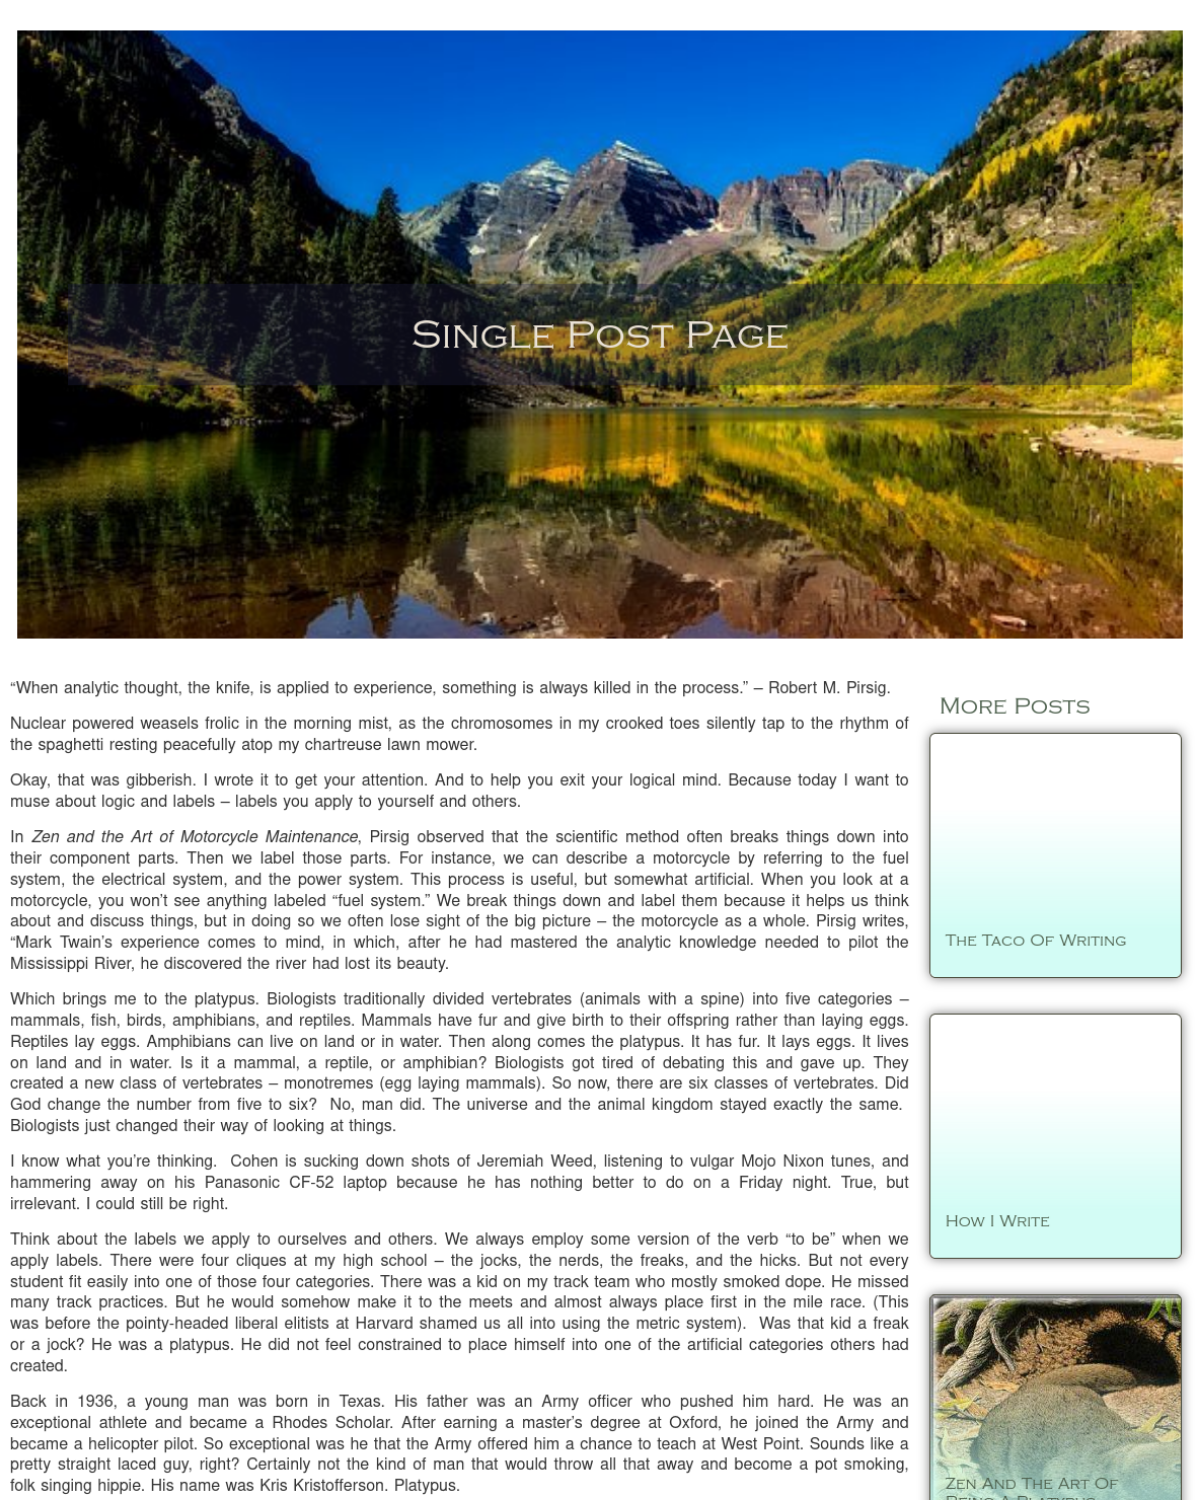 Single Post Page
“When analytic thought, the knife, is applied to experience, something is always killed in the process.” – Robert M. Pirsig.
Nuclear powered weasels frolic in the morning mist, as the chromosomes in my crooked toes silently tap to the rhythm of
the spaghetti resting peacefully atop my chartreuse lawn mower.
Okay, that was gibberish. I wrote it to get your attention. And to help you exit your logical mind. Because today I want to
muse about logic and labels – labels you apply to yourself and others.
In Zen and the Art of Motorcycle Maintenance, Pirsig observed that the scientific method often breaks things down into
their component parts. Then we label those parts. For instance, we can describe a motorcycle by referring to the fuel
system, the electrical system, and the power system. This process is useful, but somewhat artificial. When you look at a
motorcycle, you won’t see anything labeled “fuel system.” We break things down and label them because it helps us think
about and discuss things, but in doing so we often lose sight of the big picture – the motorcycle as a whole. Pirsig writes,
“Mark Twain’s experience comes to mind, in which, after he had mastered the analytic knowledge needed to pilot the
Mississippi River, he discovered the river had lost its beauty.
Which brings me to the platypus. Biologists traditionally divided vertebrates (animals with a spine) into five categories –
mammals, fish, birds, amphibians, and reptiles. Mammals have fur and give birth to their offspring rather than laying eggs.
Reptiles lay eggs. Amphibians can live on land or in water. Then along comes the platypus. It has fur. It lays eggs. It lives
on land and in water. Is it a mammal, a reptile, or amphibian? Biologists got tired of debating this and gave up. They
created a new class of vertebrates – monotremes (egg laying mammals). So now, there are six classes of vertebrates. Did
God change the number from five to six?  No, man did. The universe and the animal kingdom stayed exactly the same.
Biologists just changed their way of looking at things.
I know what you’re thinking.  Cohen is sucking down shots of Jeremiah Weed, listening to vulgar Mojo Nixon tunes, and
hammering away on his Panasonic CF-52 laptop because he has nothing better to do on a Friday night. True, but
irrelevant. I could still be right.
Think about the labels we apply to ourselves and others. We always employ some version of the verb “to be” when we
apply labels. There were four cliques at my high school – the jocks, the nerds, the freaks, and the hicks. But not every
student fit easily into one of those four categories. There was a kid on my track team who mostly smoked dope. He missed
many track practices. But he would somehow make it to the meets and almost always place first in the mile race. (This
was before the pointy-headed liberal elitists at Harvard shamed us all into using the metric system).  Was that kid a freak
or a jock? He was a platypus. He did not feel constrained to place himself into one of the artificial categories others had
created.
Back in 1936, a young man was born in Texas. His father was an Army officer who pushed him hard. He was an
exceptional athlete and became a Rhodes Scholar. After earning a master’s degree at Oxford, he joined the Army and
became a helicopter pilot. So exceptional was he that the Army offered him a chance to teach at West Point. Sounds like a
pretty straight laced guy, right? Certainly not the kind of man that would throw all that away and become a pot smoking,
folk singing hippie. His name was Kris Kristofferson. Platypus.
More Posts
The Taco Of Writing
How I Write
Zen And The Art Of
Being A Platypus